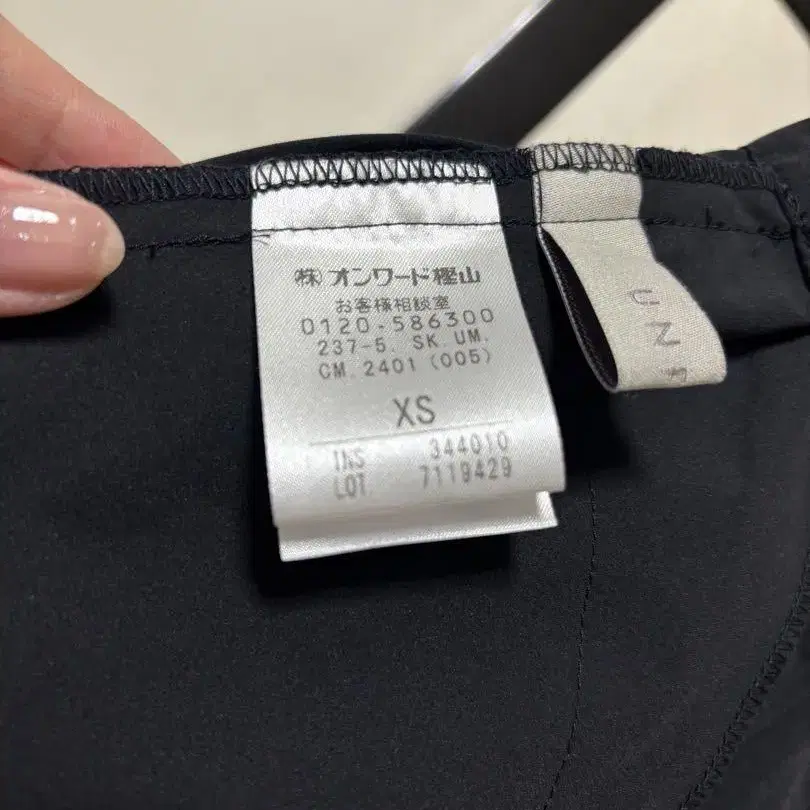 ㈱オンワード樫山
お客様相談室
0120-586300
237-5. SK. UM.
CM. 2401 (005)
XS
INS 344010
LOT 7119429